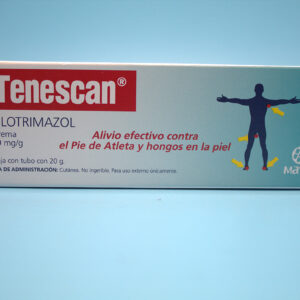 Tenescan®
LOTRIMAZOL
rema
mg/g
ja con tubo con 20 g.
Alivio efectivo contra
el Pie de Atleta y hongos en la piel
A DE ADMINISTRACIÓN: Cutánea. No ingerible. Para uso externo únicamente.
Ma